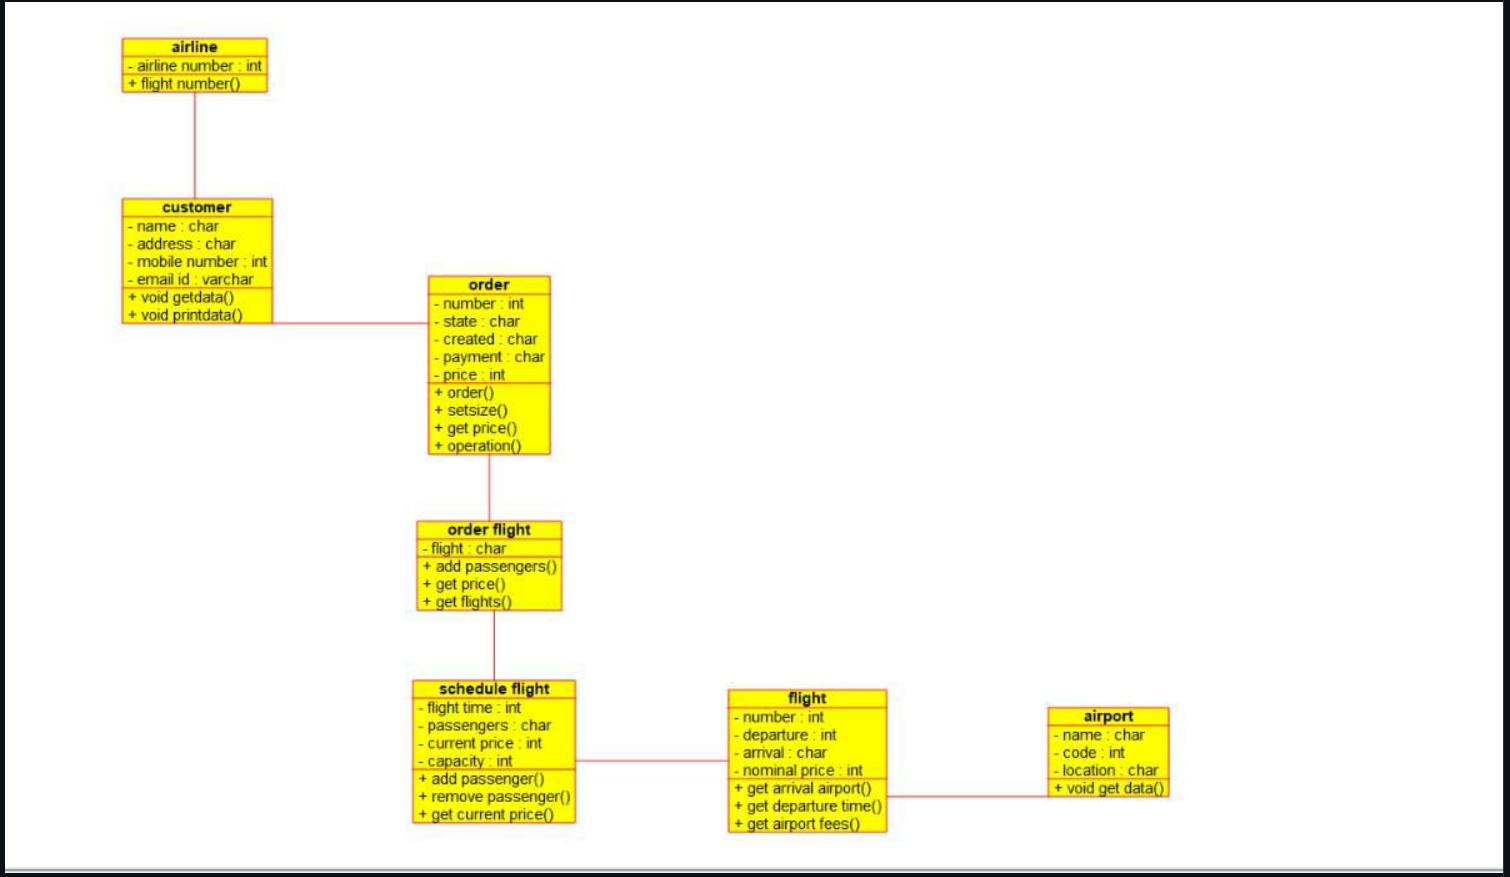 airline
- airline number : int
+ flight number()
customer
- name : char
- address : char
- mobile number : int
- email id : varchar
+ void getdata()
+ void printdata()
order
- number : int
- state : char
- created : char
- payment : char
- price : int
+ order()
+ setsize()
+ get price()
+ operation()
order flight
- flight : char
+ add passengers()
+ get price()
+ get flights()
schedule flight
- flight time : int
- passengers : char
- current price : int
- capacity : int
+ add passenger()
+ remove passenger()
+ get current price()
flight
- number : int
- departure : int
- arrival : char
- nominal price : int
+ get arrival airport()
+ get departure time()
+ get airport fees()
airport
- name : char
- code : int
- location : char
+ void get data()